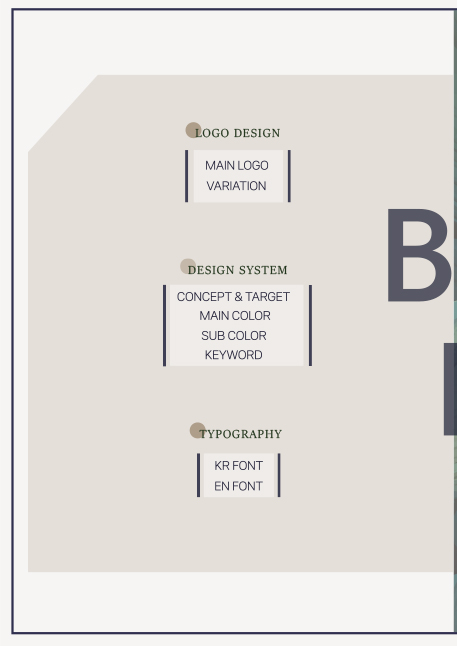 LOGO DESIGN
MAIN LOGO
VARIATION
DESIGN SYSTEM
CONCEPT & TARGET
MAIN COLOR
SUB COLOR
KEYWORD
TYPOGRAPHY
KR FONT
EN FONT
B